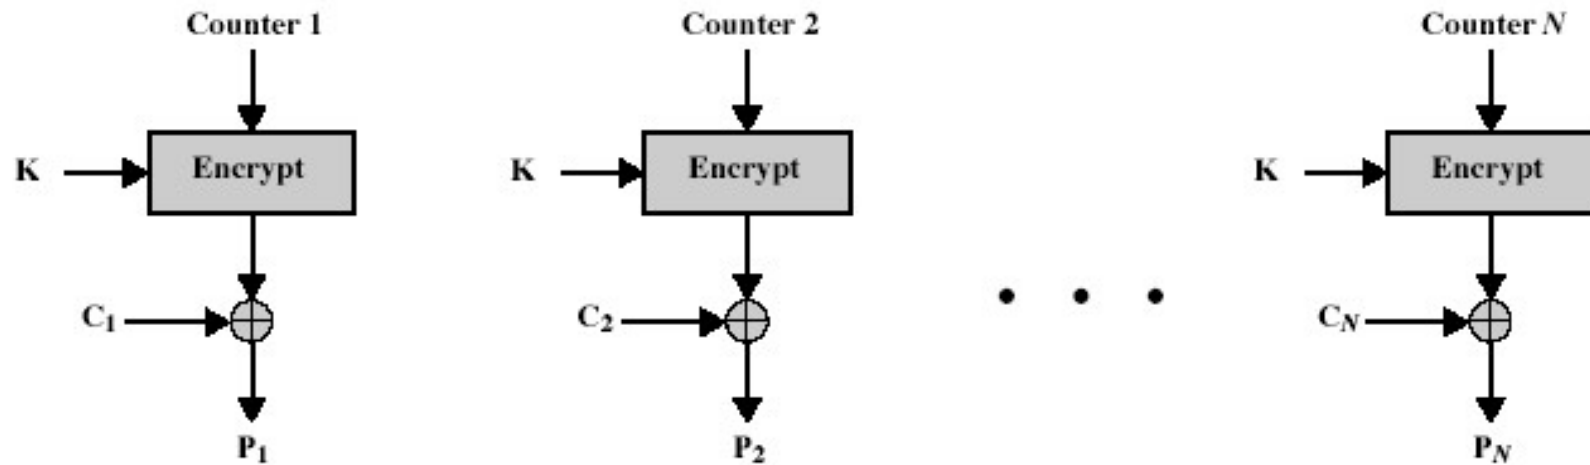 Counter 1 Counter 2 Counter N
K Encrypt K Encrypt K Encrypt
C1 C2 CN
P1 P2 PN